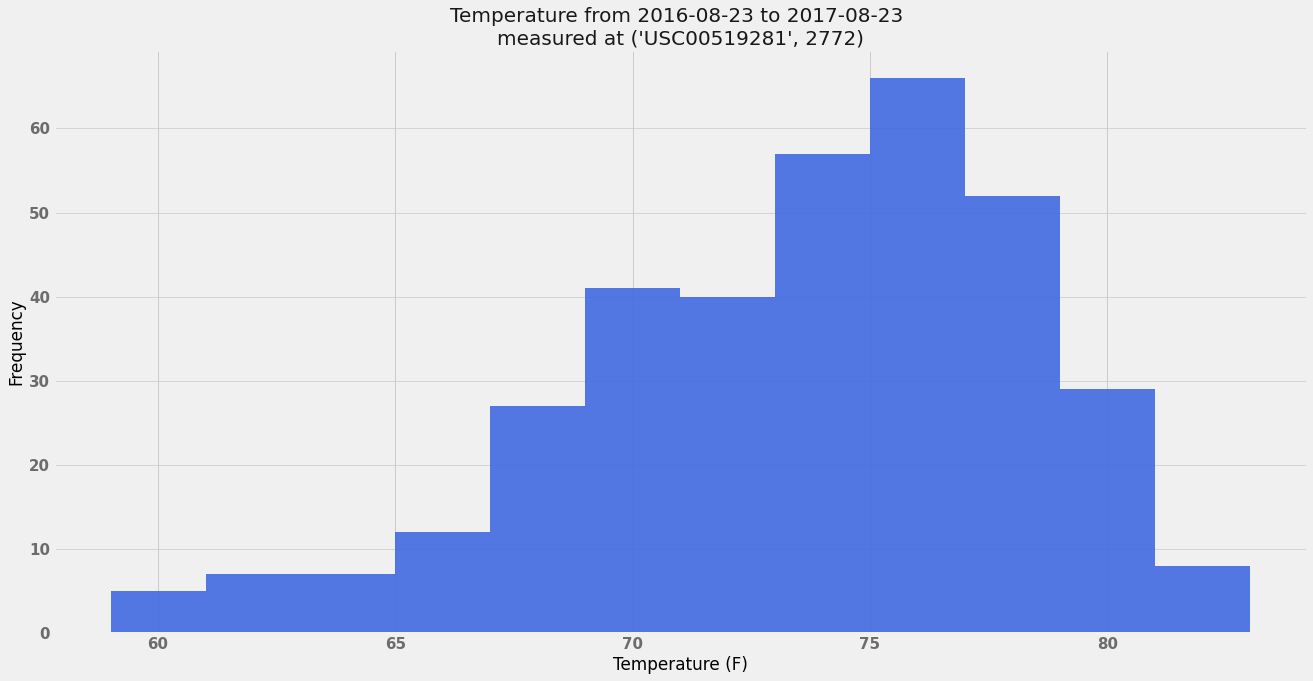 Temperature from 2016-08-23 to 2017-08-23
measured at ('USC00519281', 2772)
Frequency
60
50
40
30
20
10
0
60 65 70 75 80
Temperature (F)